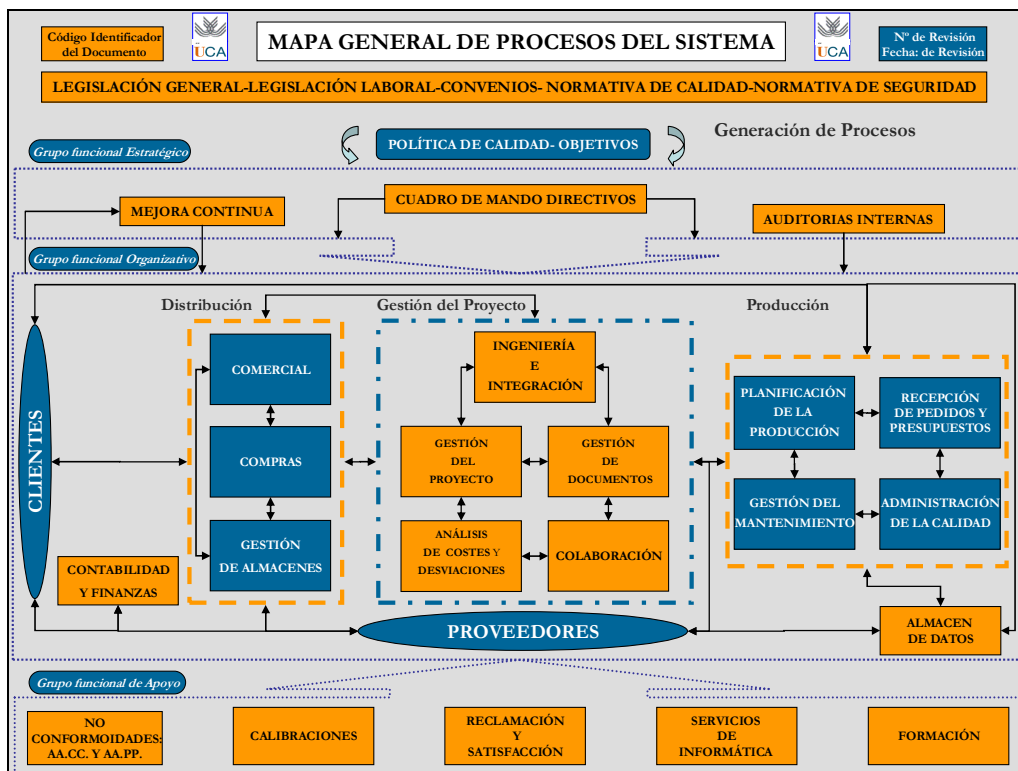 Código Identificador
del Documento
UCA
MAPA GENERAL DE PROCESOS DEL SISTEMA
UCA
Nº de Revisión
Fecha: de Revisión
LEGISLACIÓN GENERAL-LEGISLACIÓN LABORAL-CONVENIOS- NORMATIVA DE CALIDAD-NORMATIVA DE SEGURIDAD
Generación de Procesos
Grupo funcional Estratégico
POLÍTICA DE CALIDAD- OBJETIVOS
MEJORA CONTINUA
CUADRO DE MANDO DIRECTIVOS
AUDITORIAS INTERNAS
Grupo funcional Organizativo
Distribución
Gestión del Proyecto
Producción
CLIENTES
COMERCIAL
COMPRAS
GESTIÓN
DE ALMACENES
INGENIERÍA
E
INTEGRACIÓN
GESTIÓN
DEL
PROYECTO
GESTIÓN
DE
DOCUMENTOS
ANÁLISIS
DE COSTES Y
DESVIACIONES
COLABORACIÓN
PLANIFICACIÓN
DE LA
PRODUCCIÓN
RECEPCIÓN
DE PEDIDOS Y
PRESUPUESTOS
GESTIÓN DEL
MANTENIMIENTO
ADMINISTRACIÓN
DE LA CALIDAD
CONTABILIDAD
Y FINANZAS
PROVEEDORES
ALMACEN
DE DATOS
Grupo funcional de Apoyo
NO
CONFORMOIDADES:
AA.CC. Y AA.PP.
CALIBRACIONES
RECLAMACIÓN
Y
SATISFACCIÓN
SERVICIOS
DE
INFORMÁTICA
FORMACIÓN